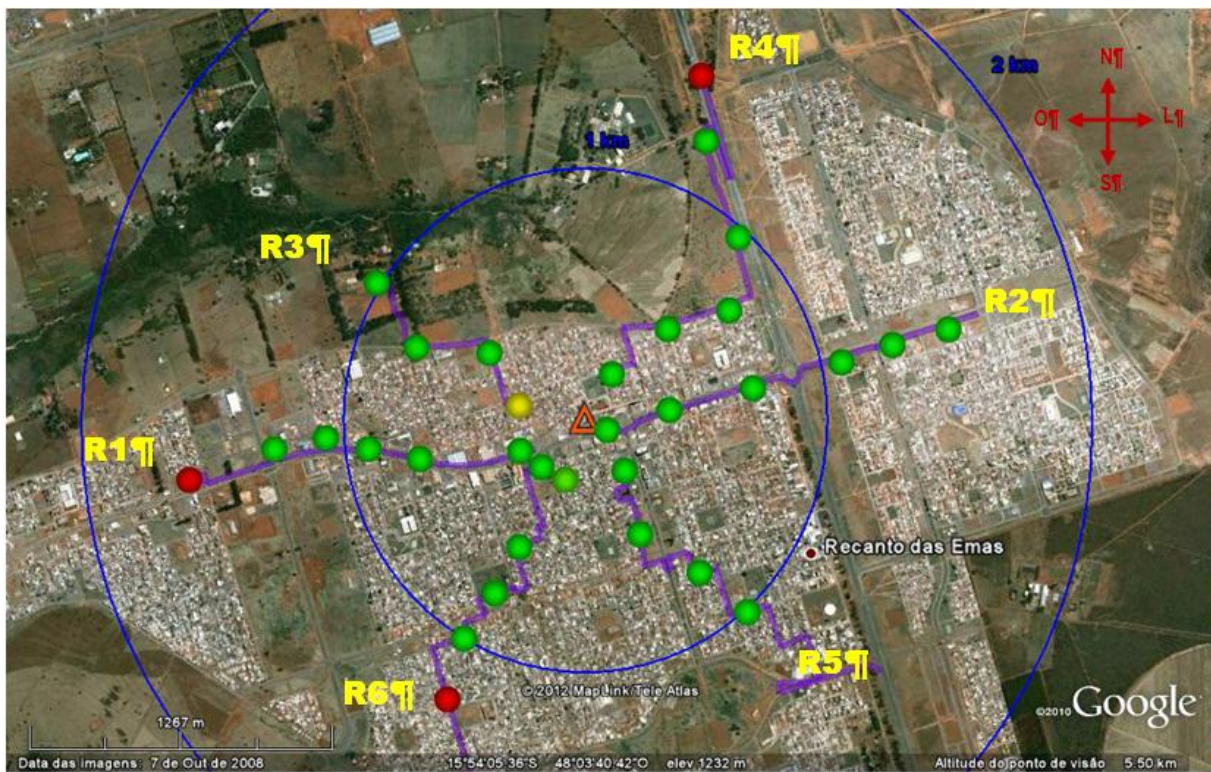 R4¶
2 km
N¶
O¶ L¶
S¶
1 km
R3¶
R2¶
R1¶
Recanto das Emas
R5¶
R6¶
© 2012 MapLink/Tele Atlas
©2010 Google
1267 m
Data das imagens: 7 de Out de 2008 15°54'05.36"S 48°03'40.42"O elev 1232 m Altitude do ponto de visão 5.50 km